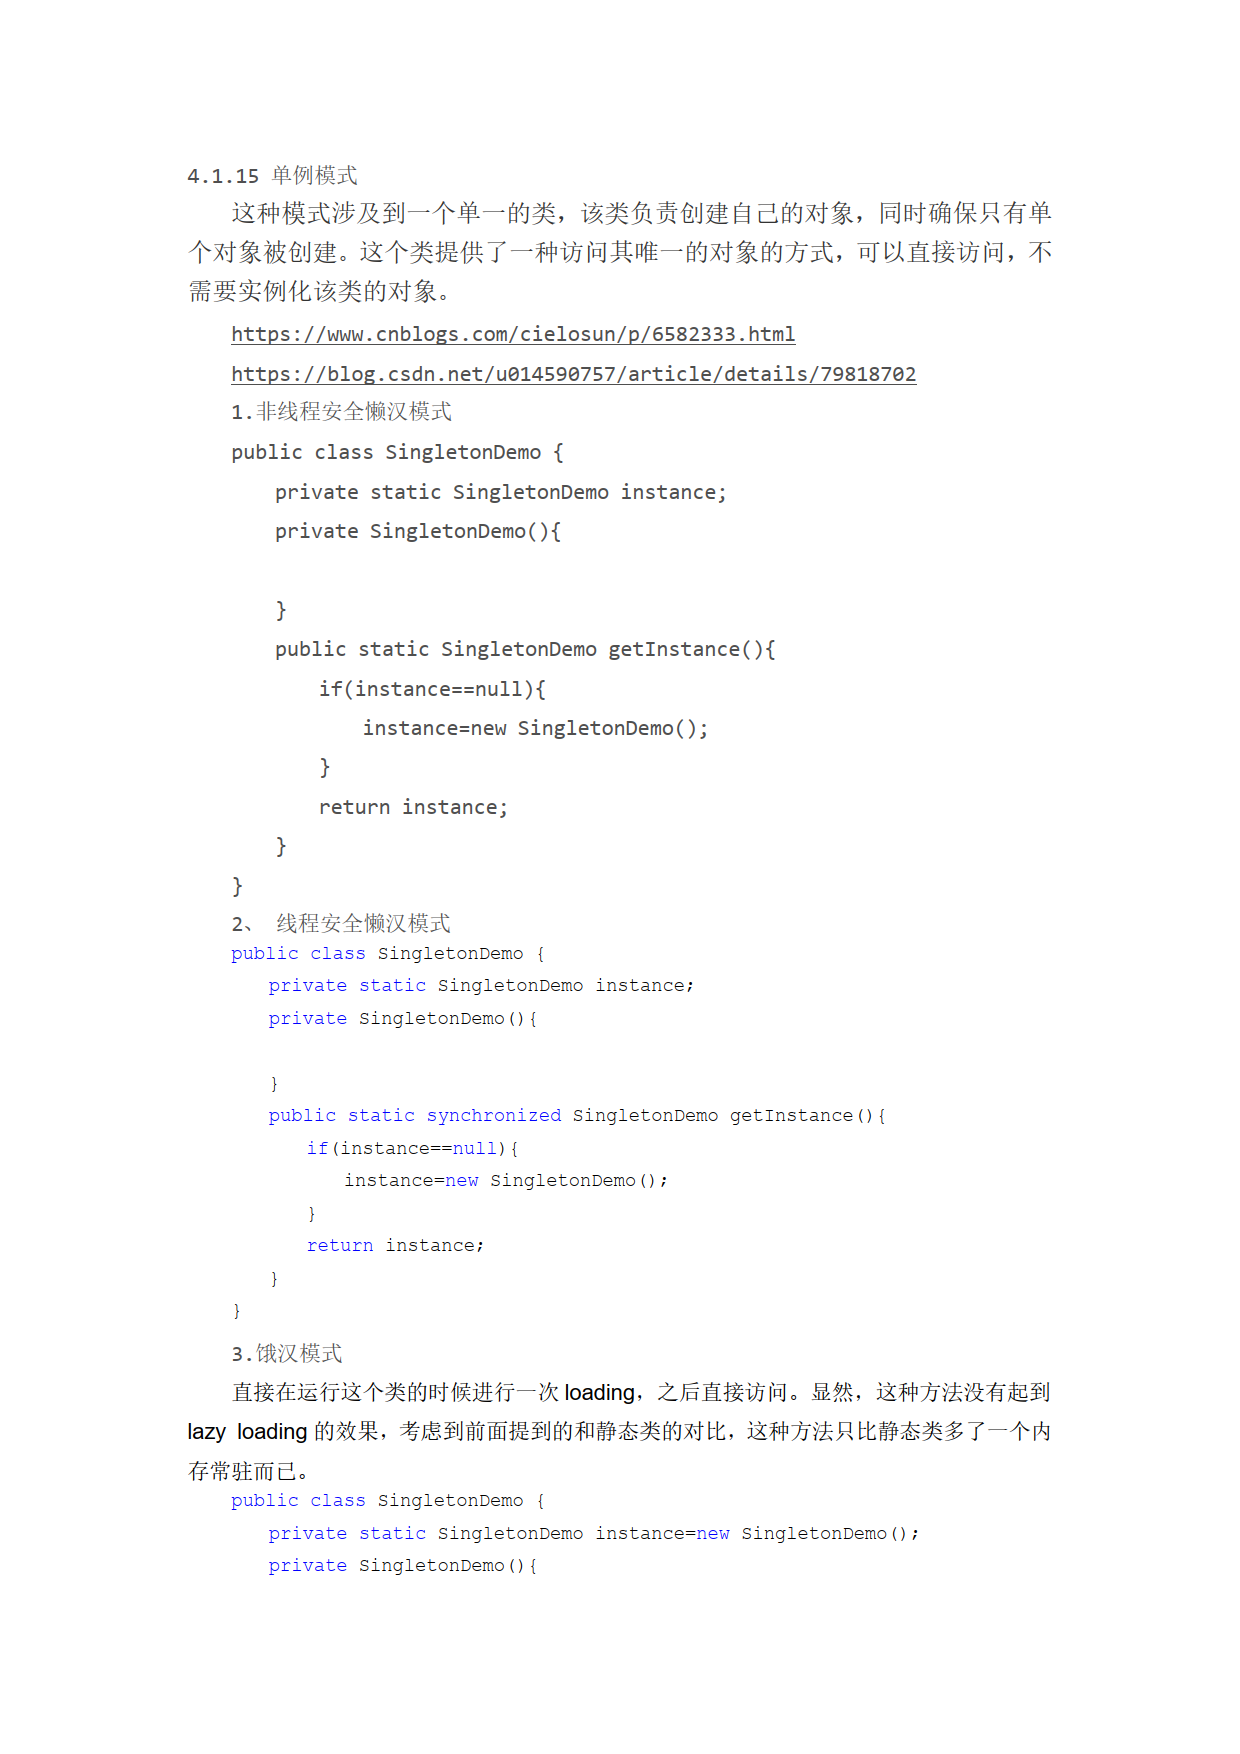 4.1.15 单例模式
这种模式涉及到一个单一的类，该类负责创建自己的对象，同时确保只有单
个对象被创建。这个类提供了一种访问其唯一的对象的方式，可以直接访问，不
需要实例化该类的对象。
https://www.cnblogs.com/cielosun/p/6582333.html
https://blog.csdn.net/u014590757/article/details/79818702
1.非线程安全懒汉模式
public class SingletonDemo {
private static SingletonDemo instance;
private SingletonDemo(){
}
public static SingletonDemo getInstance(){
if(instance==null){
instance=new SingletonDemo();
}
return instance;
}
}
2、 线程安全懒汉模式
public class SingletonDemo {
private static SingletonDemo instance;
private SingletonDemo(){
}
public static synchronized SingletonDemo getInstance(){
if(instance==null){
instance=new SingletonDemo();
}
return instance;
}
}
3.饿汉模式
直接在运行这个类的时候进行一次 loading，之后直接访问。显然，这种方法没有起到
lazy loading 的效果，考虑到前面提到的和静态类的对比，这种方法只比静态类多了一个内
存常驻而已。
public class SingletonDemo {
private static SingletonDemo instance=new SingletonDemo();
private SingletonDemo(){